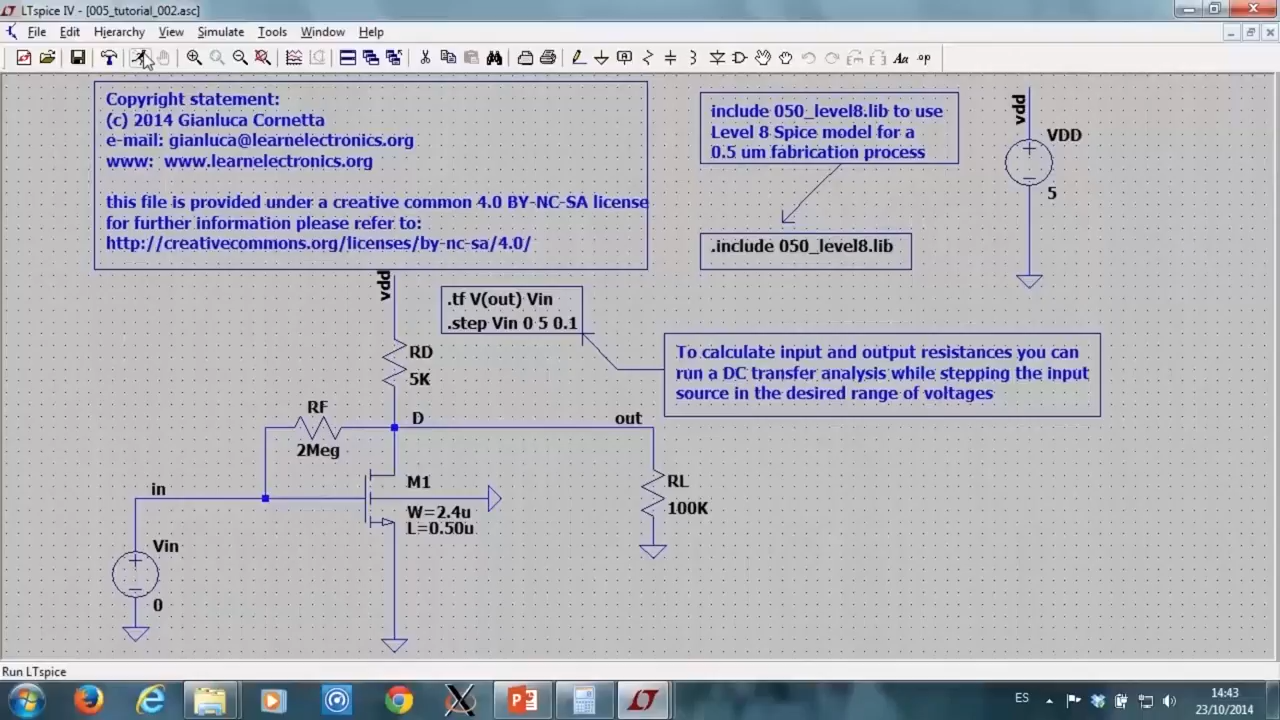 LTspice IV - [005_tutorial_002.asc]
File Edit Hierarchy View Simulate Tools Window Help
Copyright statement:
(c) 2014 Gianluca Cornetta
e-mail: gianluca@learnelectronics.org
www: www.learnelectronics.org
this file is provided under a creative common 4.0 BY-NC-SA license
for further information please refer to:
http://creativecommons.org/licenses/by-nc-sa/4.0/
include 050_level8.lib to use
Level 8 Spice model for a
0.5 um fabrication process
.include 050_level8.lib
vdd
VDD
5
vdd
.tf V(out) Vin
.step Vin 0 5 0.1
To calculate input and output resistances you can
run a DC transfer analysis while stepping the input
source in the desired range of voltages
RD
5K
RF
2Meg
D
out
in
M1
W=2.4u
L=0.50u
RL
100K
Vin
0
Run LTspice
ES
14:43
23/10/2014